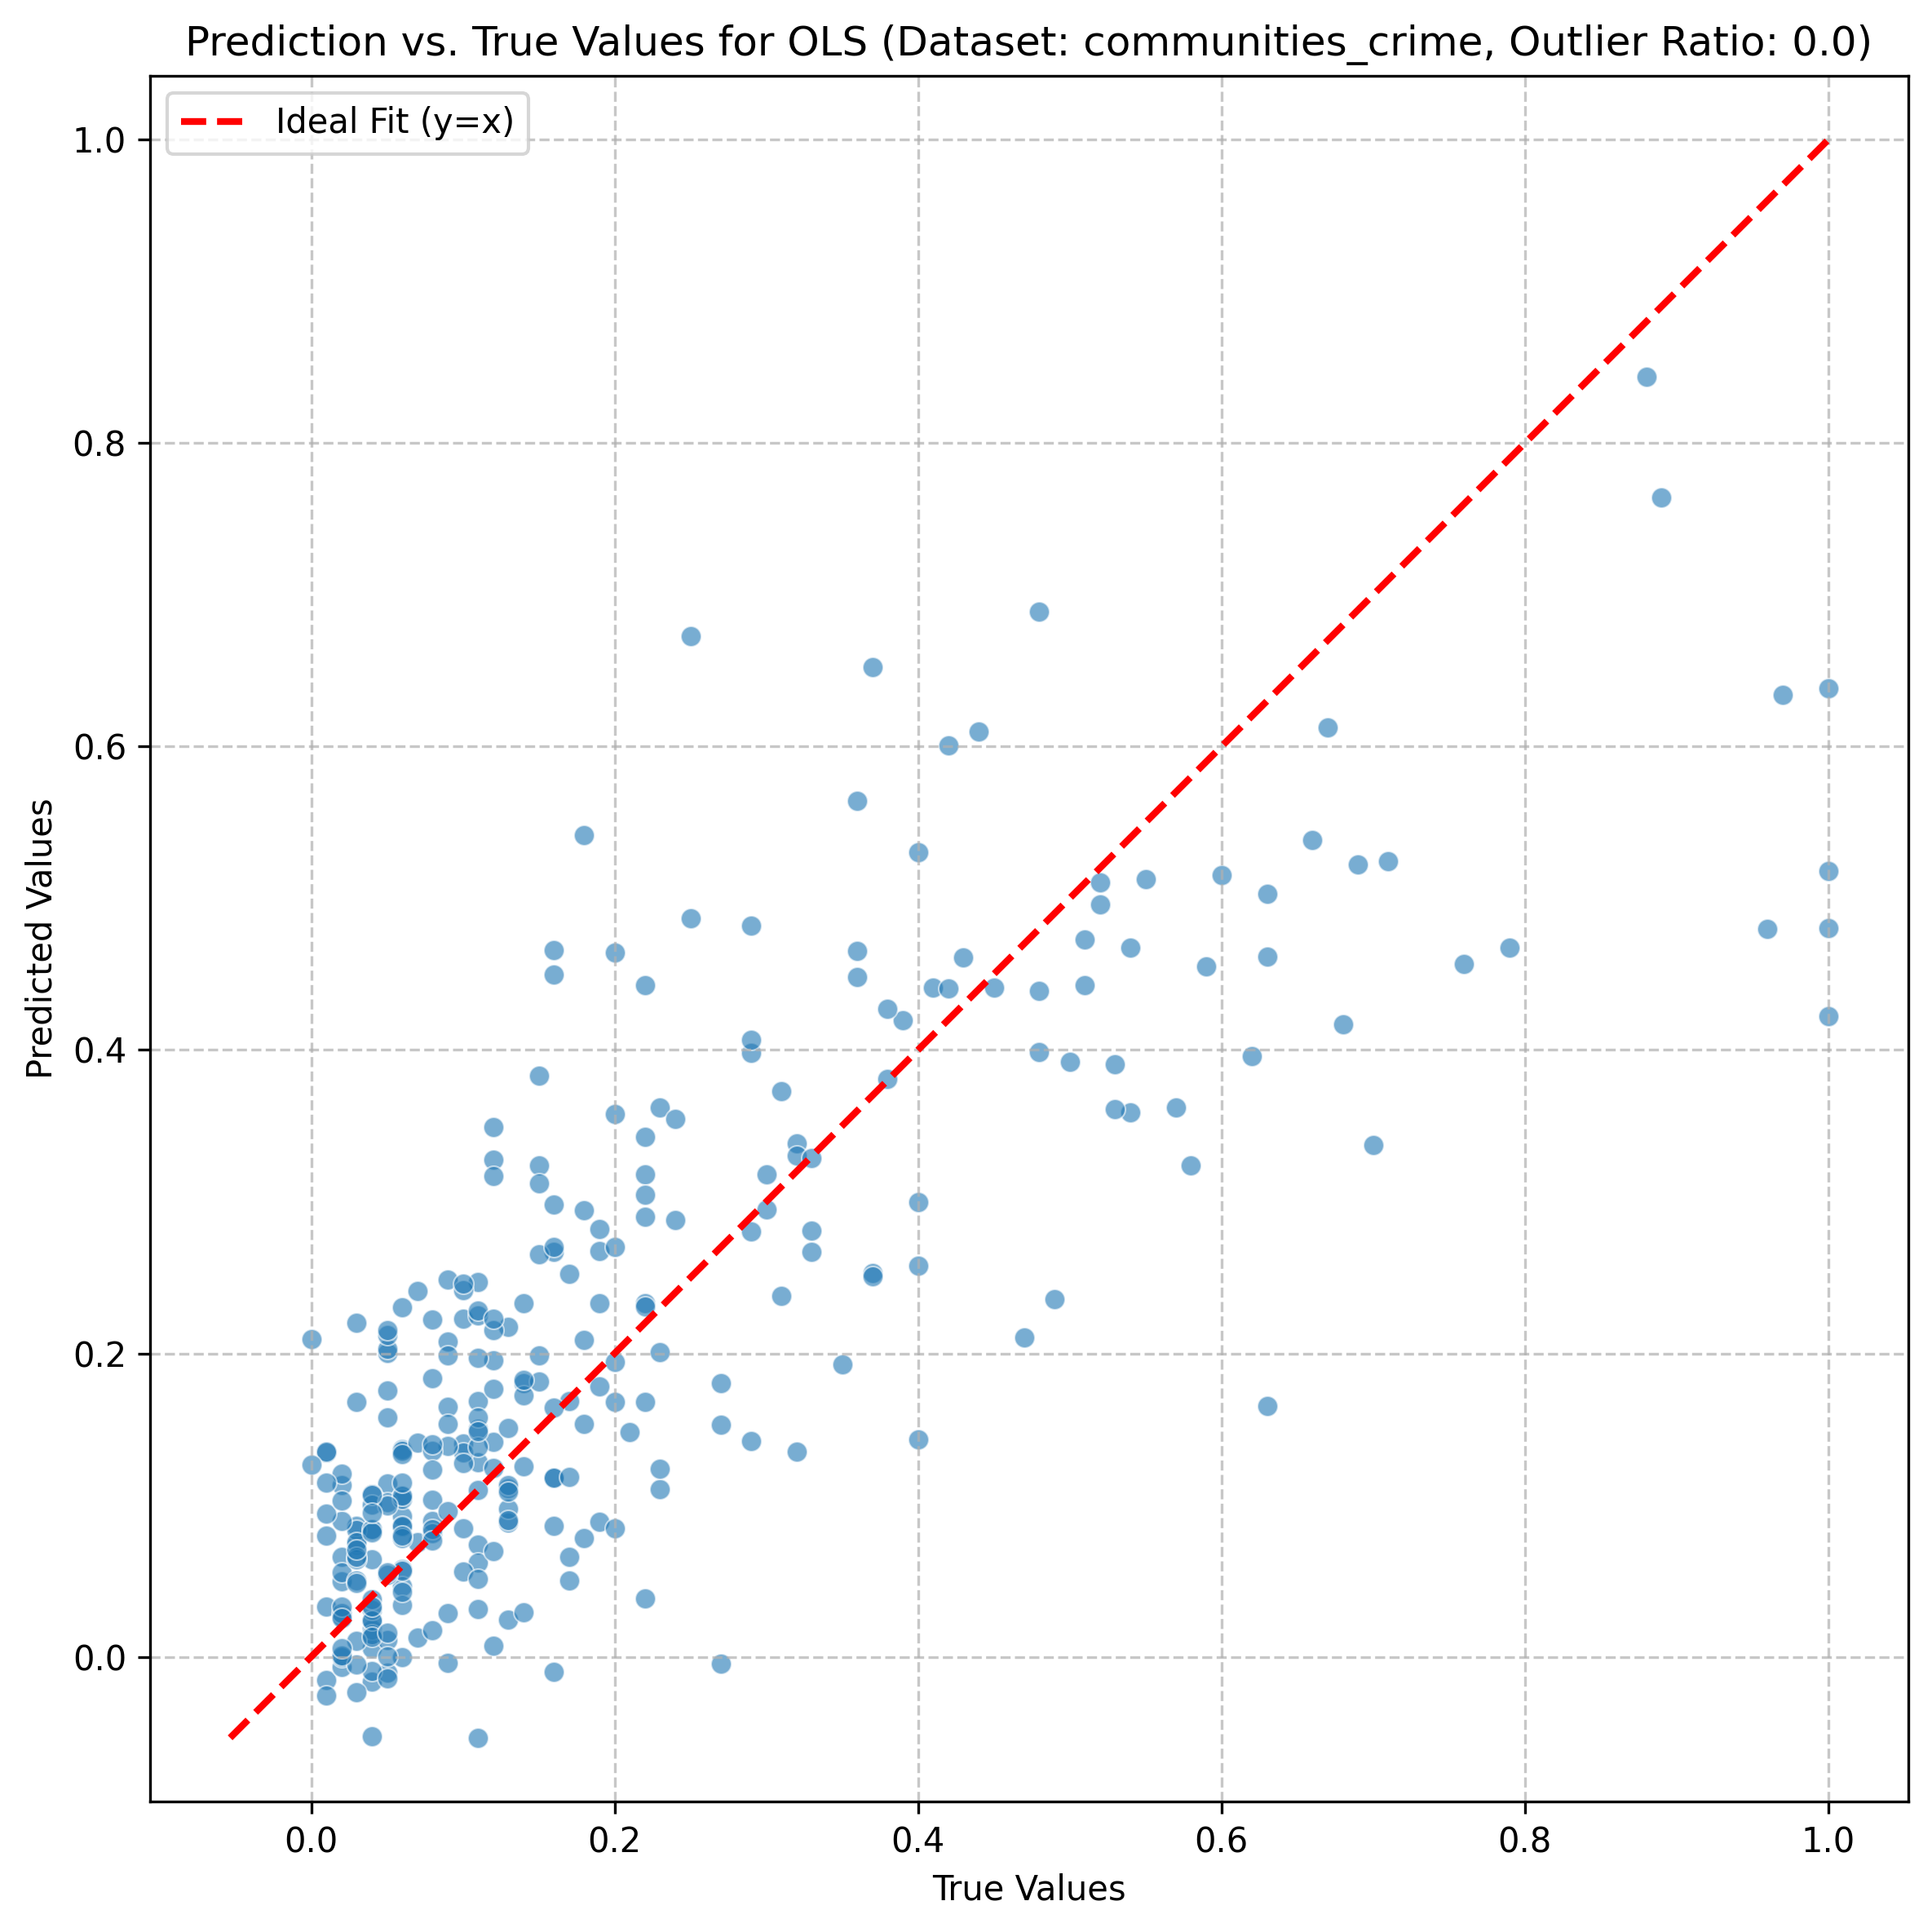 Prediction vs. True Values for OLS (Dataset: communities_crime, Outlier Ratio: 0.0)
Ideal Fit (y=x)
1.0
0.8
0.6
0.4
0.2
0.0
Predicted Values
0.0 0.2 0.4 0.6 0.8 1.0
True Values